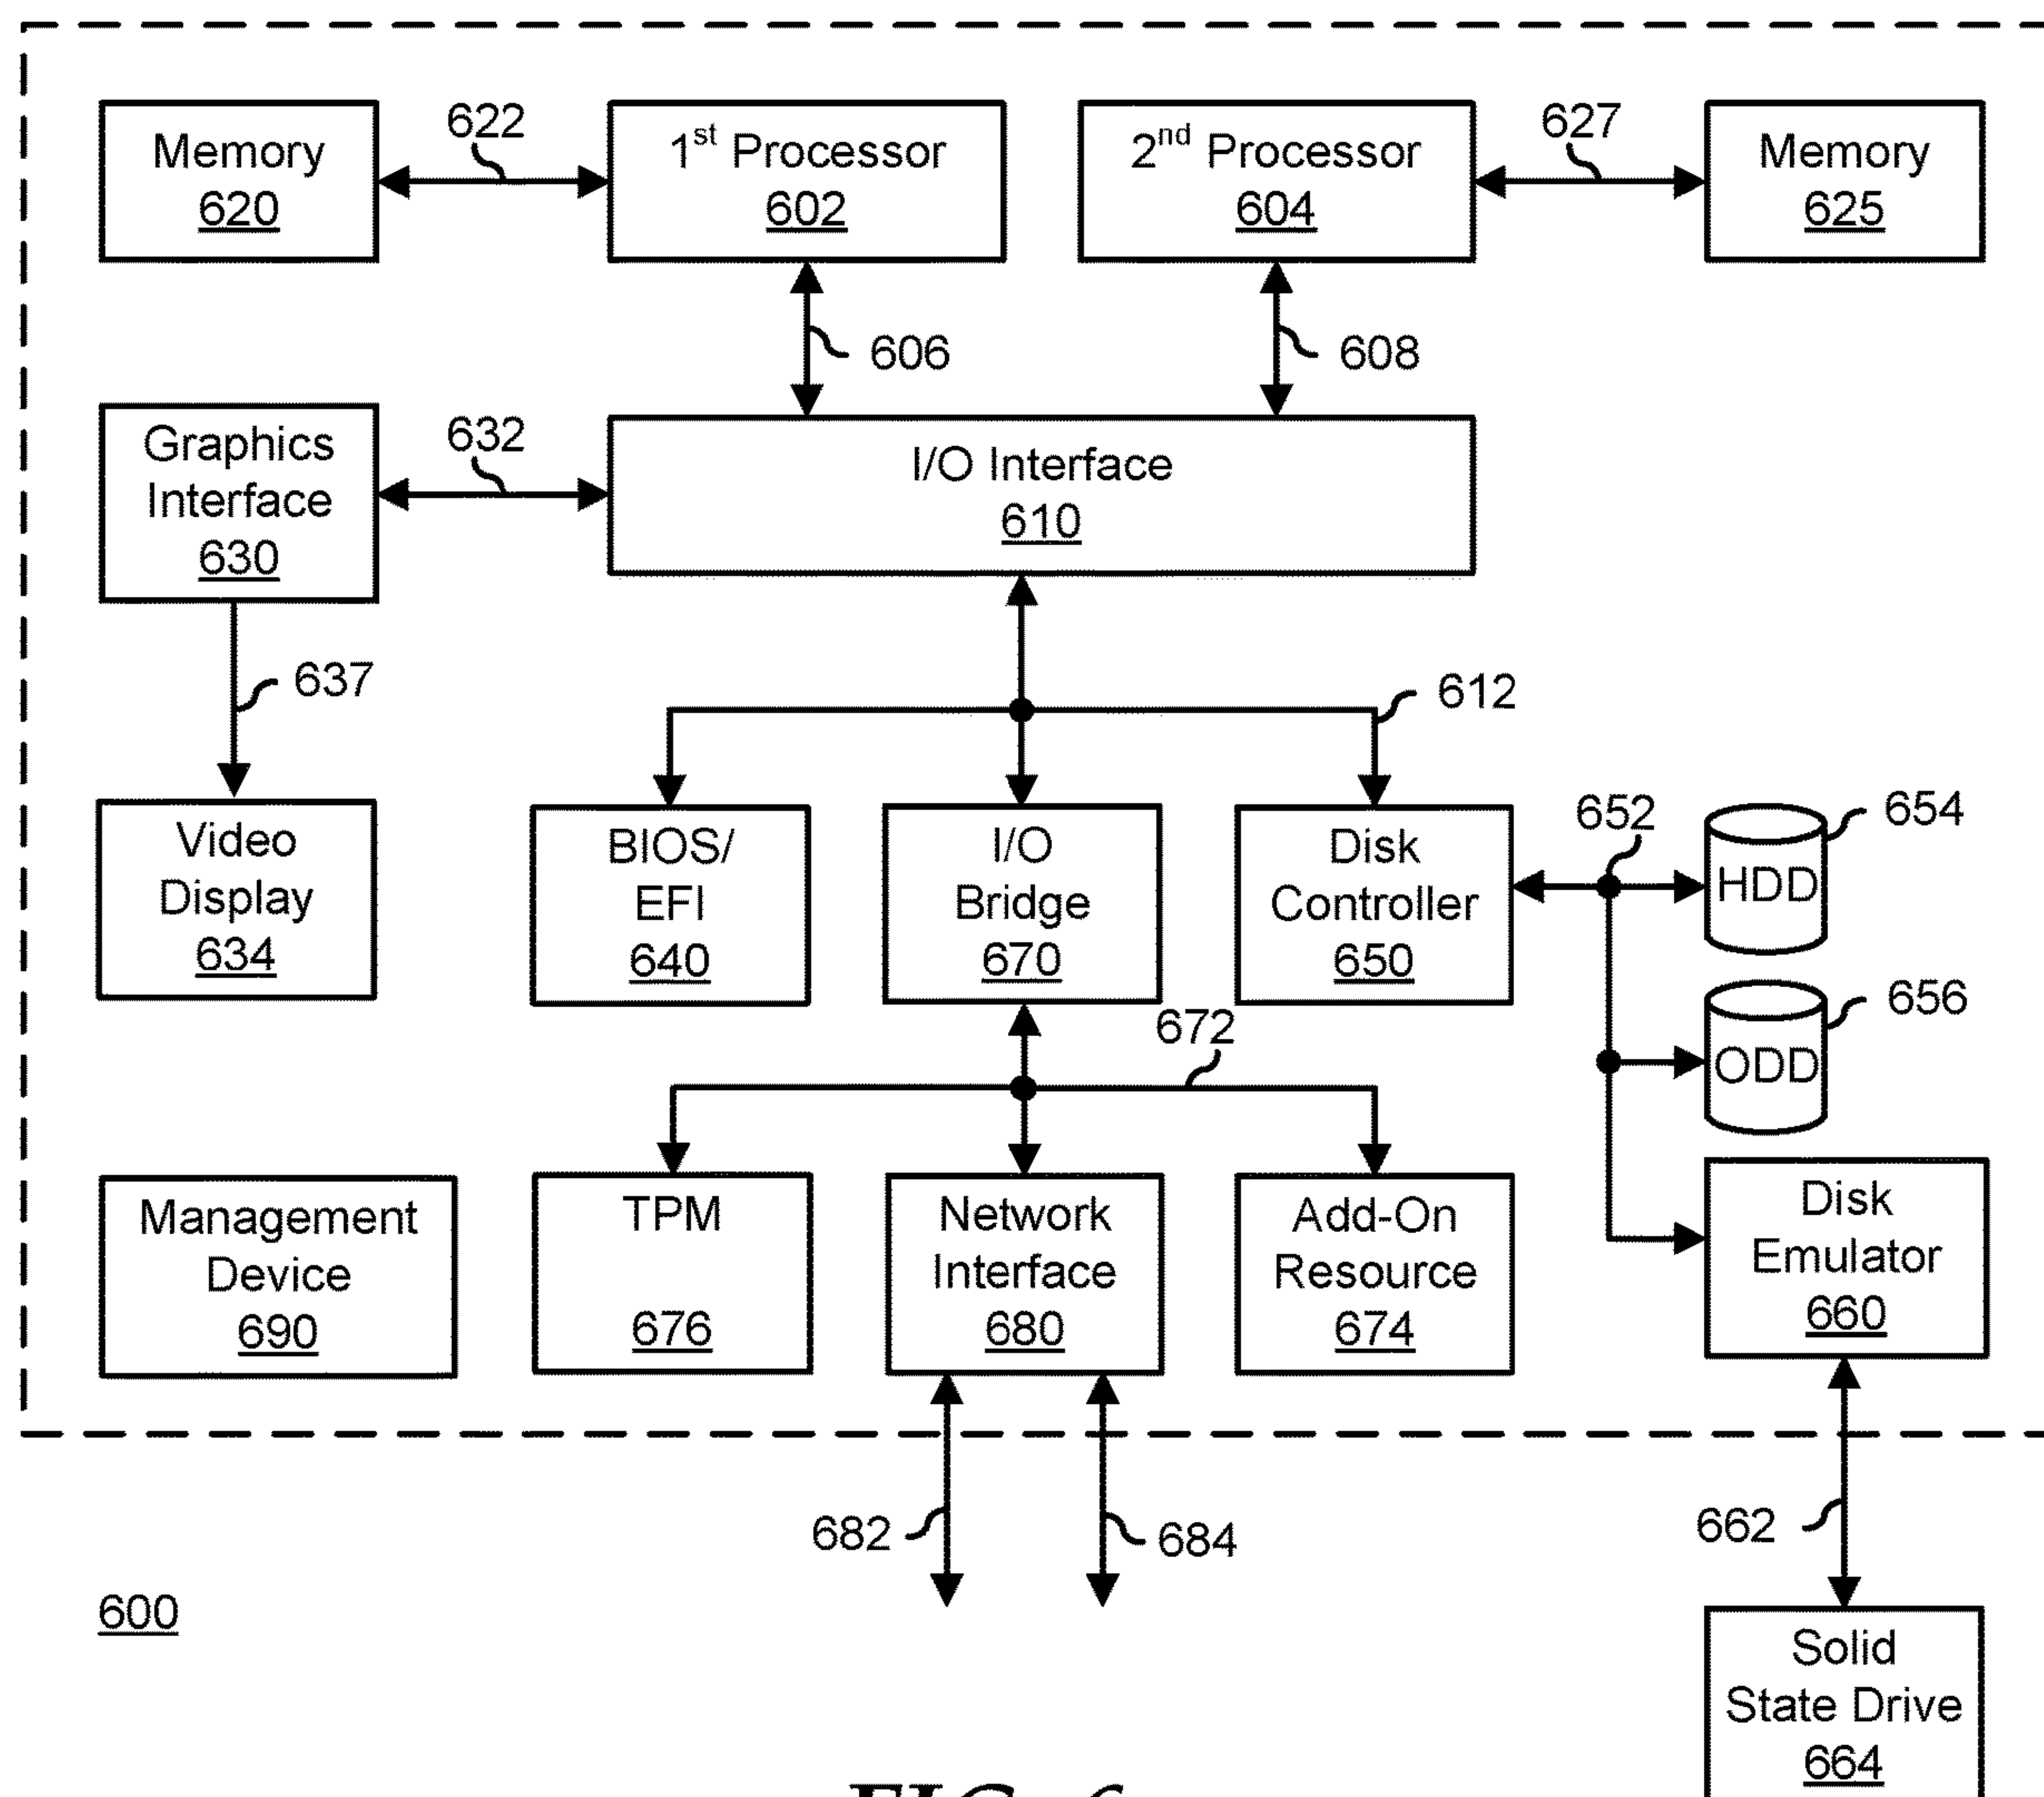 Memory
620
622
1st Processor
602
2nd Processor
604
627
Memory
625
606
608
Graphics
Interface
630
632
I/O Interface
610
637
612
Video
Display
634
BIOS/
EFI
640
I/O
Bridge
670
Disk
Controller
650
652
654
HDD
656
ODD
672
Management
Device
690
TPM
676
Network
Interface
680
Add-On
Resource
674
Disk
Emulator
660
682
684
662
600
Solid
State Drive
664
FIG. 6